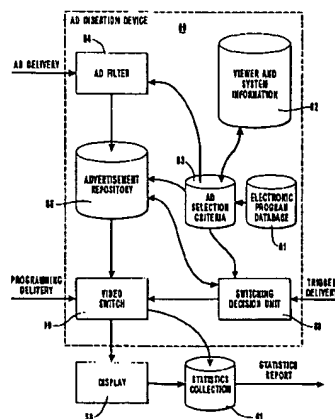 AD INSERTION DEVICE
AD DELIVERY
AD FILTER
VIEWER AND
SYSTEM
INFORMATION
ADVERTISEMENT
REPOSITORY
AD
SELECTION
CRITERIA
ELECTRONIC
PROGRAM
DATABASE
PROGRAMMING
DELIVERY
VIDEO
SWITCH
SWITCHING
DECISION UNIT
TRIGGER
DELIVERY
DISPLAY
STATISTICS
COLLECTION
STATISTICS
REPORT